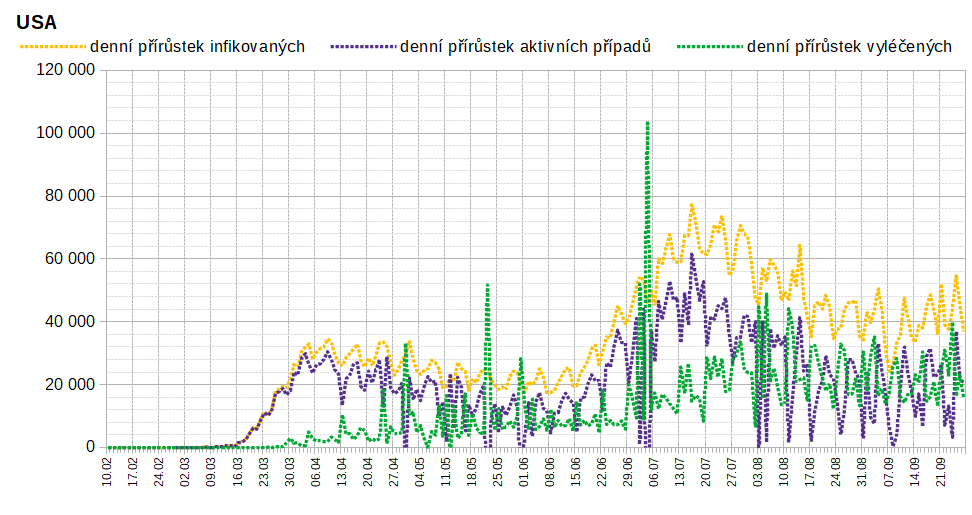 USA
denní přírůstek infikovaných denní přírůstek aktivních případů denní přírůstek vyléčených
120 000
100 000
80 000
60 000
40 000
20 000
0
10.02 17.02 24.02 02.03 09.03 16.03 23.03 30.03 06.04 13.04 20.04 27.04 04.05 11.05 18.05 25.05 01.06 08.06 15.06 22.06 29.06 06.07 13.07 20.07 27.07 03.08 10.08 17.08 24.08 31.08 07.09 14.09 21.09